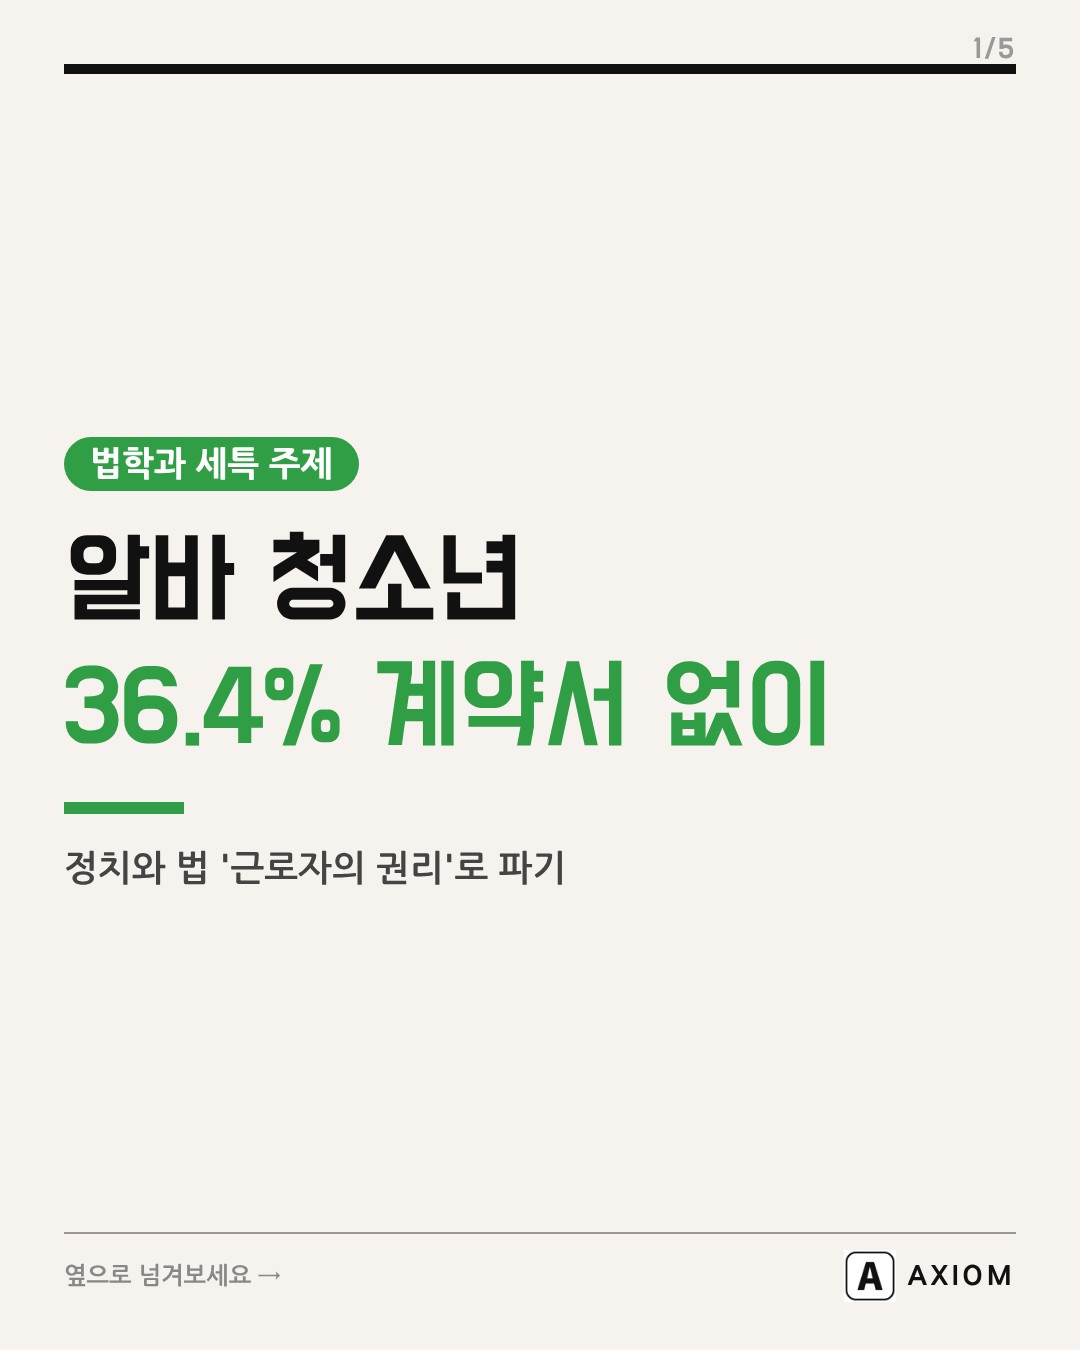 1/5
법학과 세특 주제
알바 청소년
36.4% 계약서 없이
정치와 법 '근로자의 권리'로 파기
옆으로 넘겨보세요 →
A AXIOM